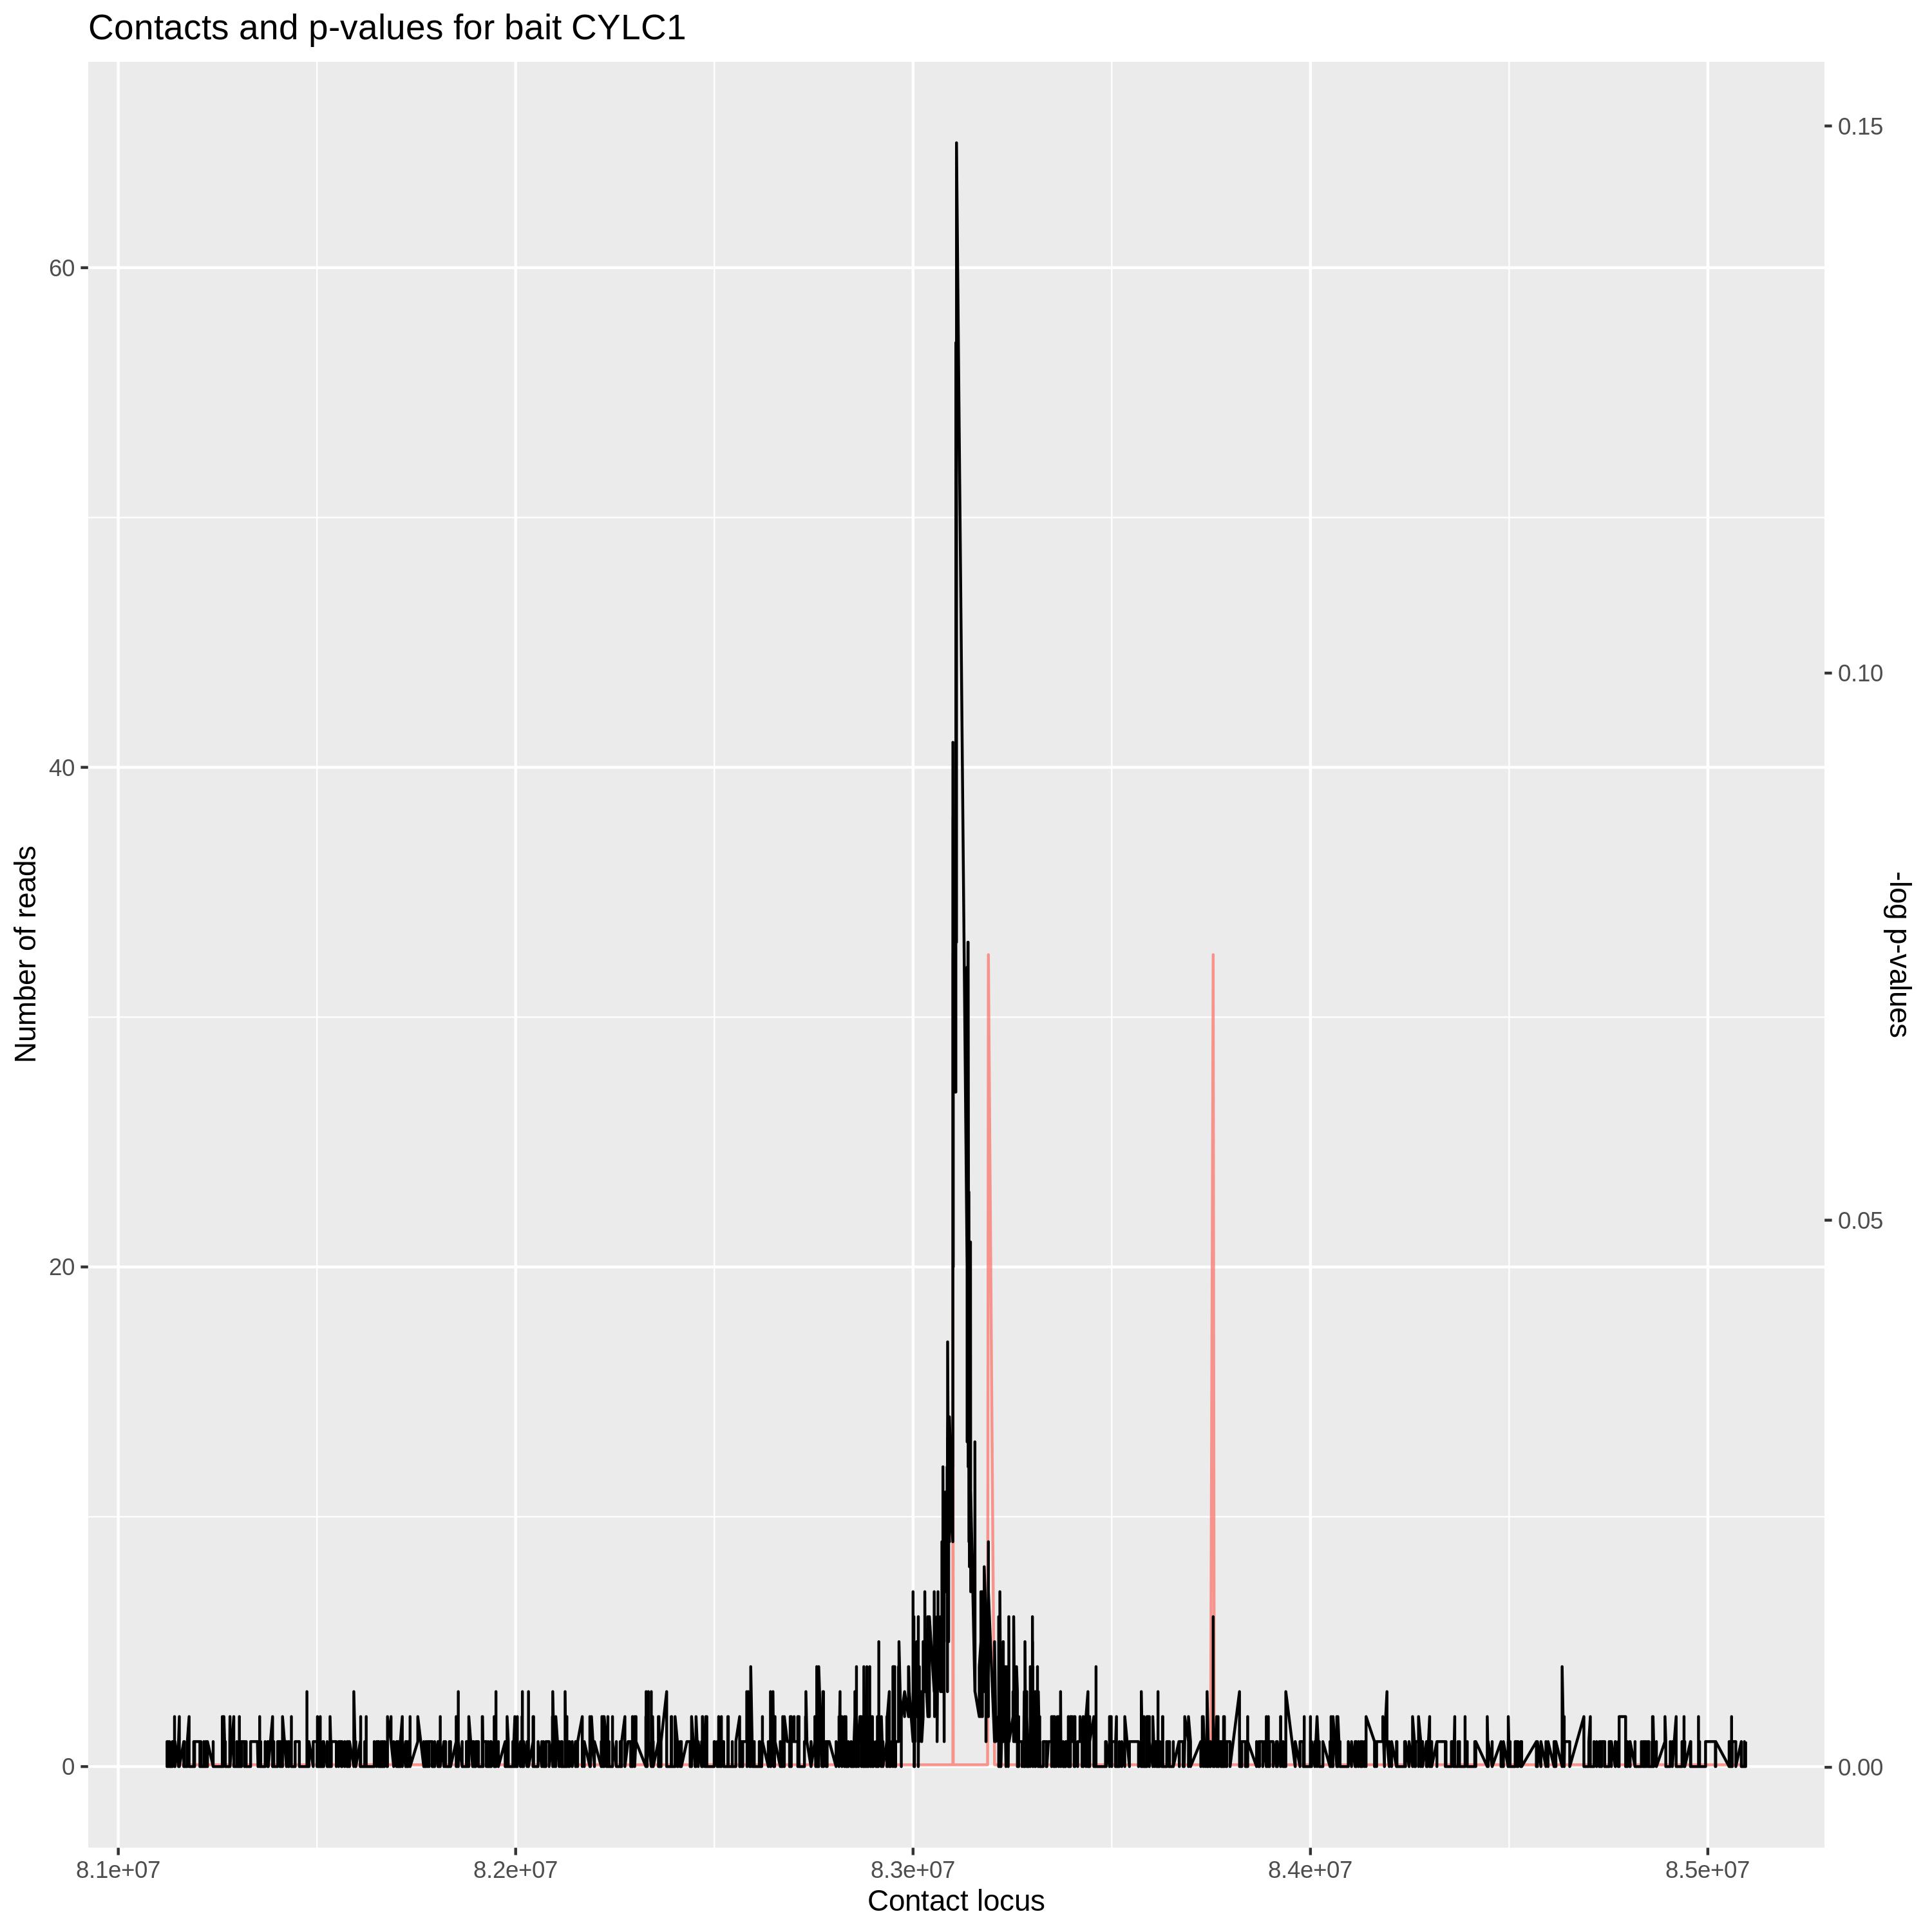 Contacts and p-values for bait CYLC1
0.15
60
0.10
40
Number of reads
-log p-values
0.05
20
0
0.00
8.1e+07 8.2e+07 8.3e+07 8.4e+07 8.5e+07
Contact locus